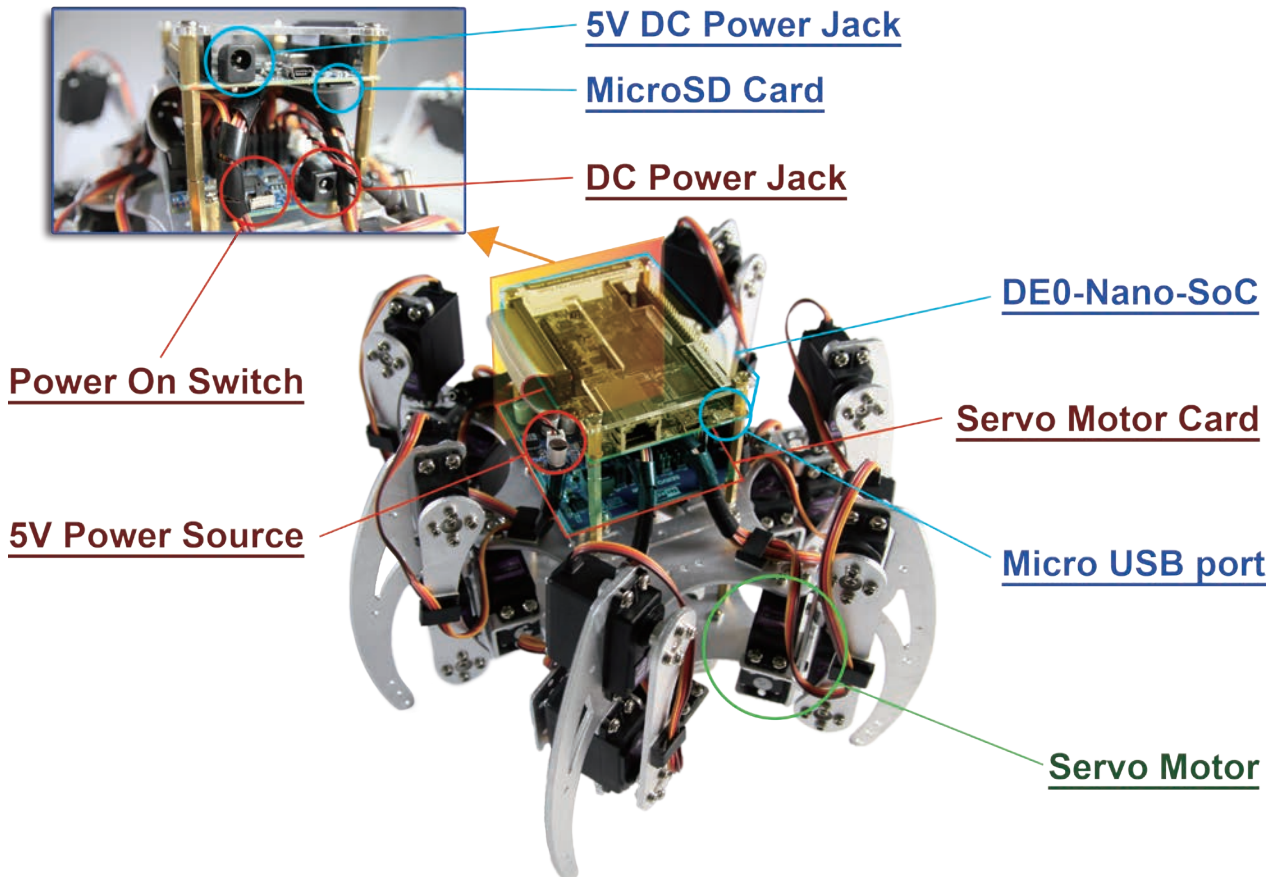 5V DC Power Jack
MicroSD Card
DC Power Jack
DE0-Nano-SoC
Power On Switch
Servo Motor Card
5V Power Source
Micro USB port
Servo Motor